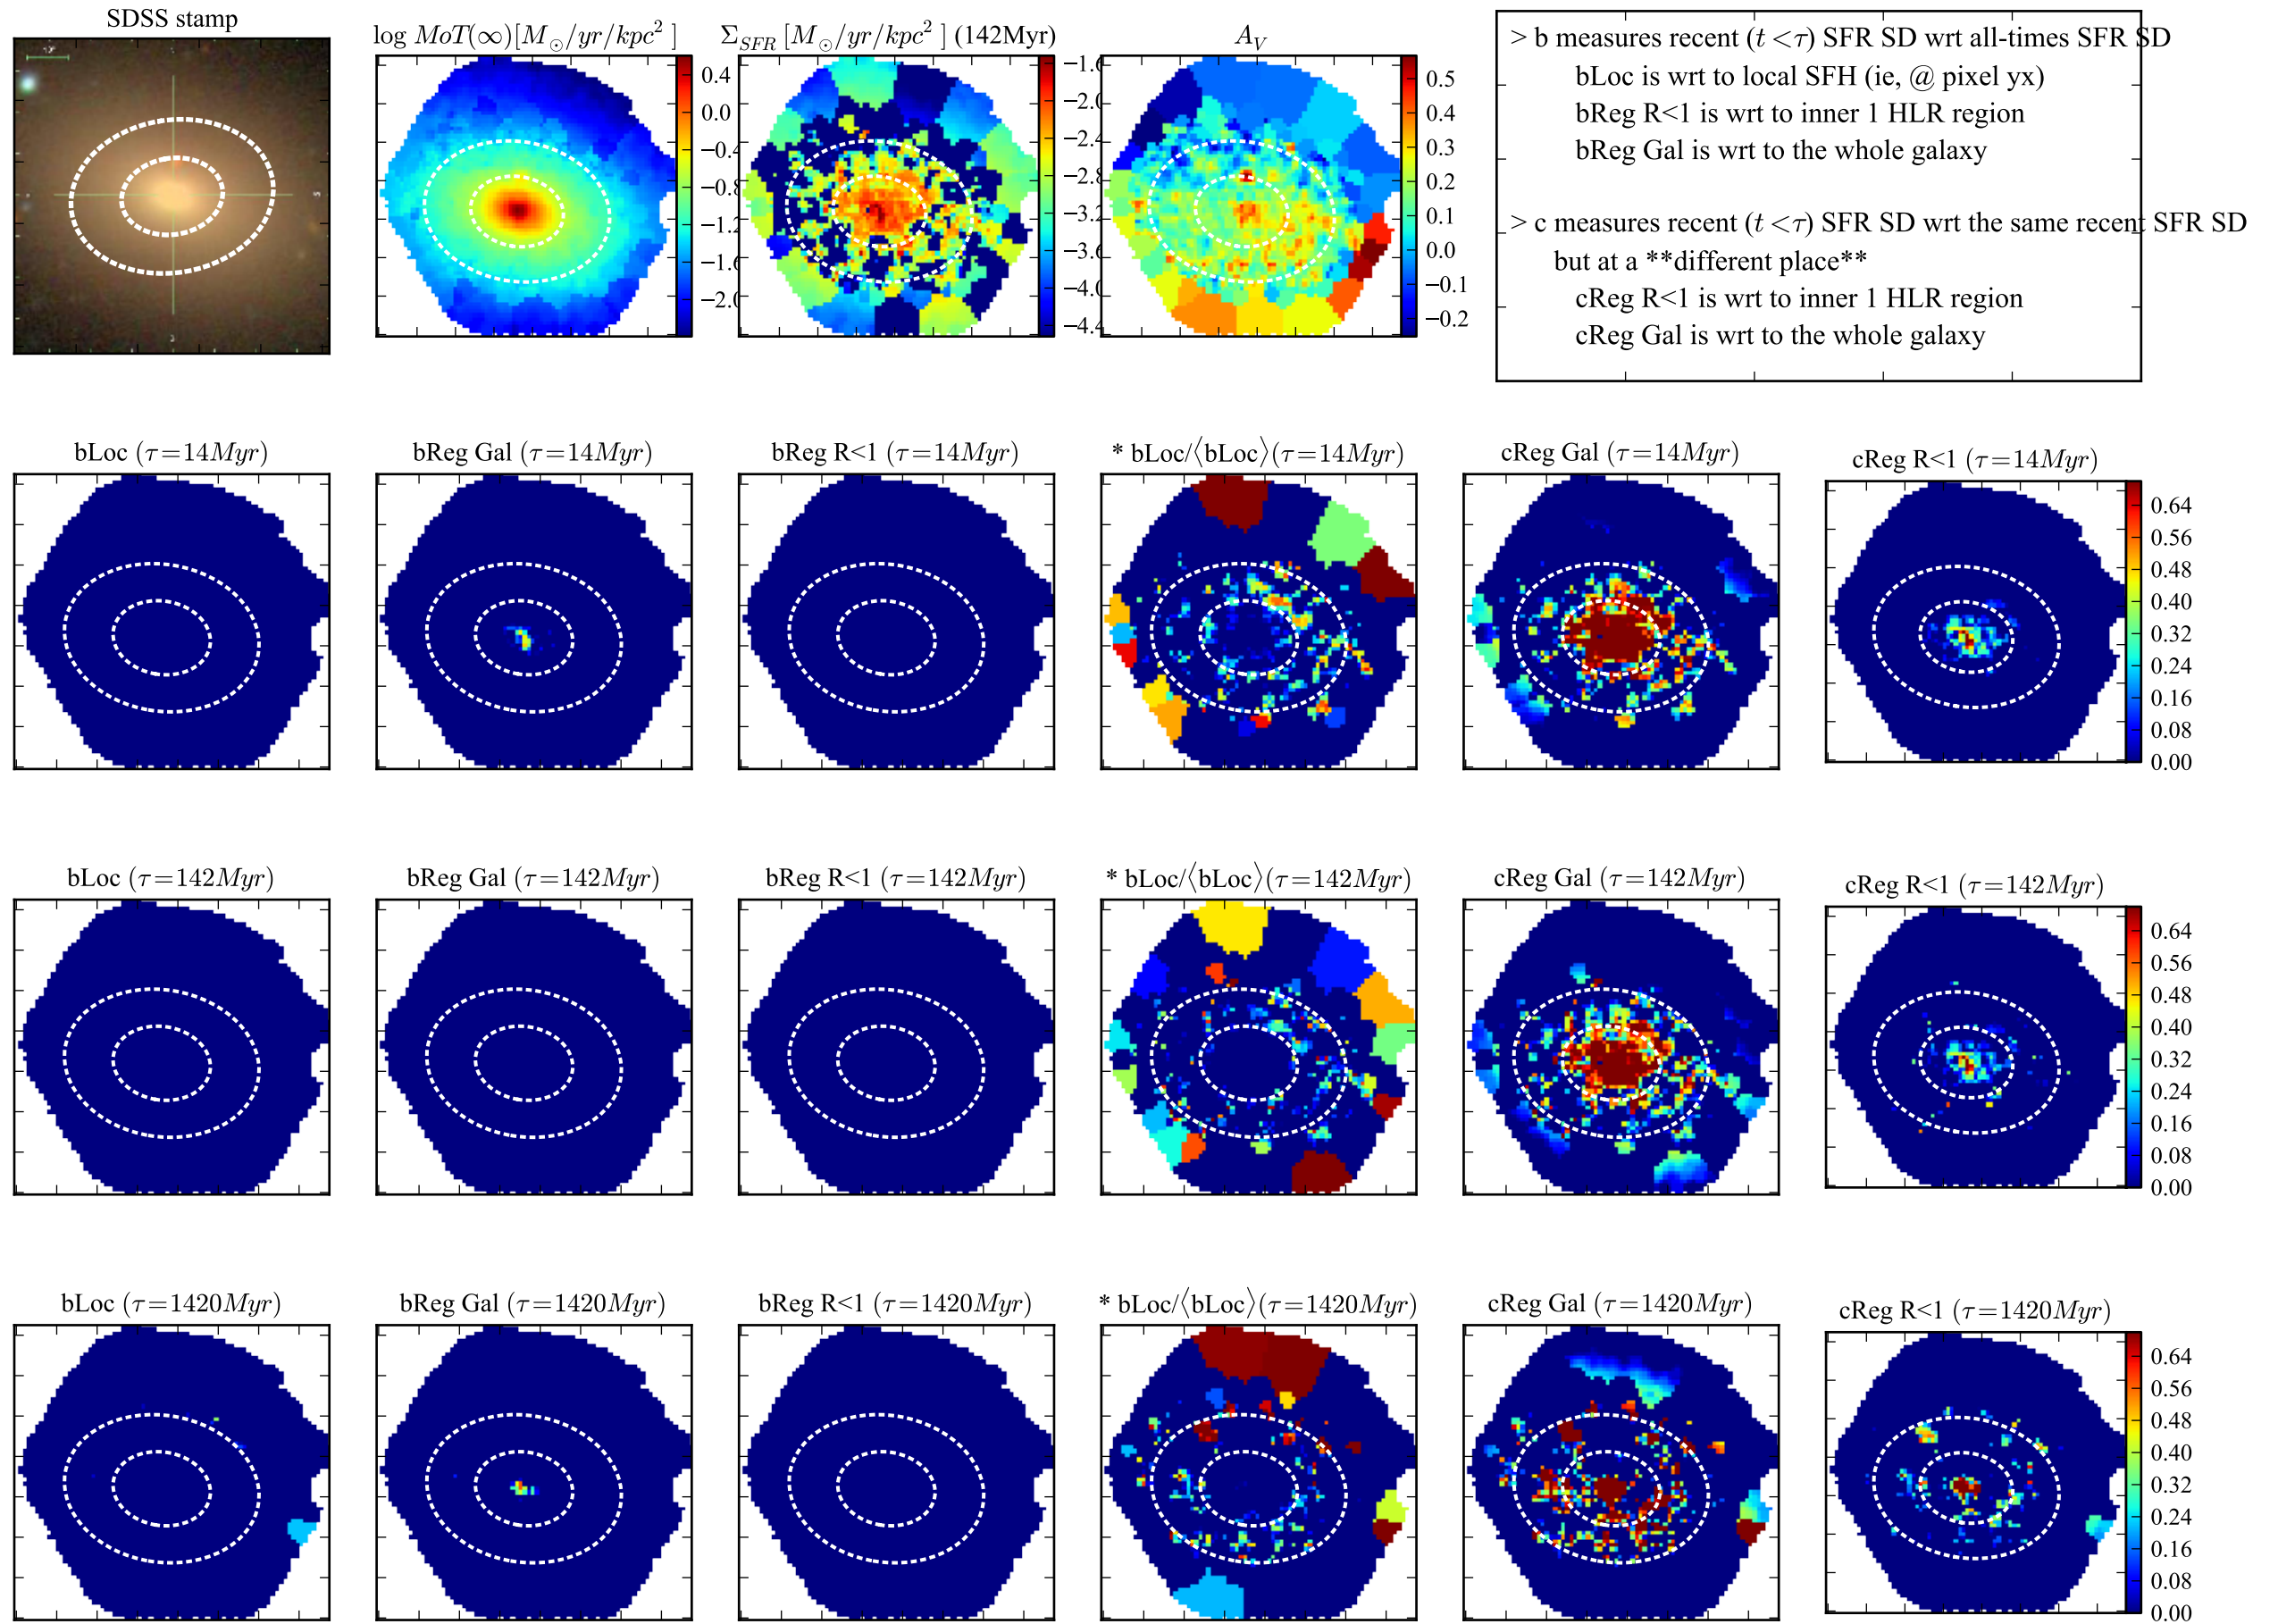 SDSS stamp
log MoT(∞)[M⊙/yr/kpc² ]
Σ_SFR [M⊙/yr/kpc² ] (142Myr)
A_V
0.4
0.0
−0.4
−0.8
−1.2
−1.6
−2.0
−1.6
−2.0
−2.4
−2.8
−3.2
−3.6
−4.0
−4.4
0.5
0.4
0.3
0.2
0.1
0.0
−0.1
−0.2
> b measures recent (t <τ) SFR SD wrt all-times SFR SD
bLoc is wrt to local SFH (ie, @ pixel yx)
bReg R<1 is wrt to inner 1 HLR region
bReg Gal is wrt to the whole galaxy
> c measures recent (t <τ) SFR SD wrt the same recent SFR SD
but at a **different place**
cReg R<1 is wrt to inner 1 HLR region
cReg Gal is wrt to the whole galaxy
bLoc (τ=14Myr)
bReg Gal (τ=14Myr)
bReg R<1 (τ=14Myr)
* bLoc/⟨bLoc⟩(τ=14Myr)
cReg Gal (τ=14Myr)
cReg R<1 (τ=14Myr)
0.64
0.56
0.48
0.40
0.32
0.24
0.16
0.08
0.00
bLoc (τ=142Myr)
bReg Gal (τ=142Myr)
bReg R<1 (τ=142Myr)
* bLoc/⟨bLoc⟩(τ=142Myr)
cReg Gal (τ=142Myr)
cReg R<1 (τ=142Myr)
0.64
0.56
0.48
0.40
0.32
0.24
0.16
0.08
0.00
bLoc (τ=1420Myr)
bReg Gal (τ=1420Myr)
bReg R<1 (τ=1420Myr)
* bLoc/⟨bLoc⟩(τ=1420Myr)
cReg Gal (τ=1420Myr)
cReg R<1 (τ=1420Myr)
0.64
0.56
0.48
0.40
0.32
0.24
0.16
0.08
0.00